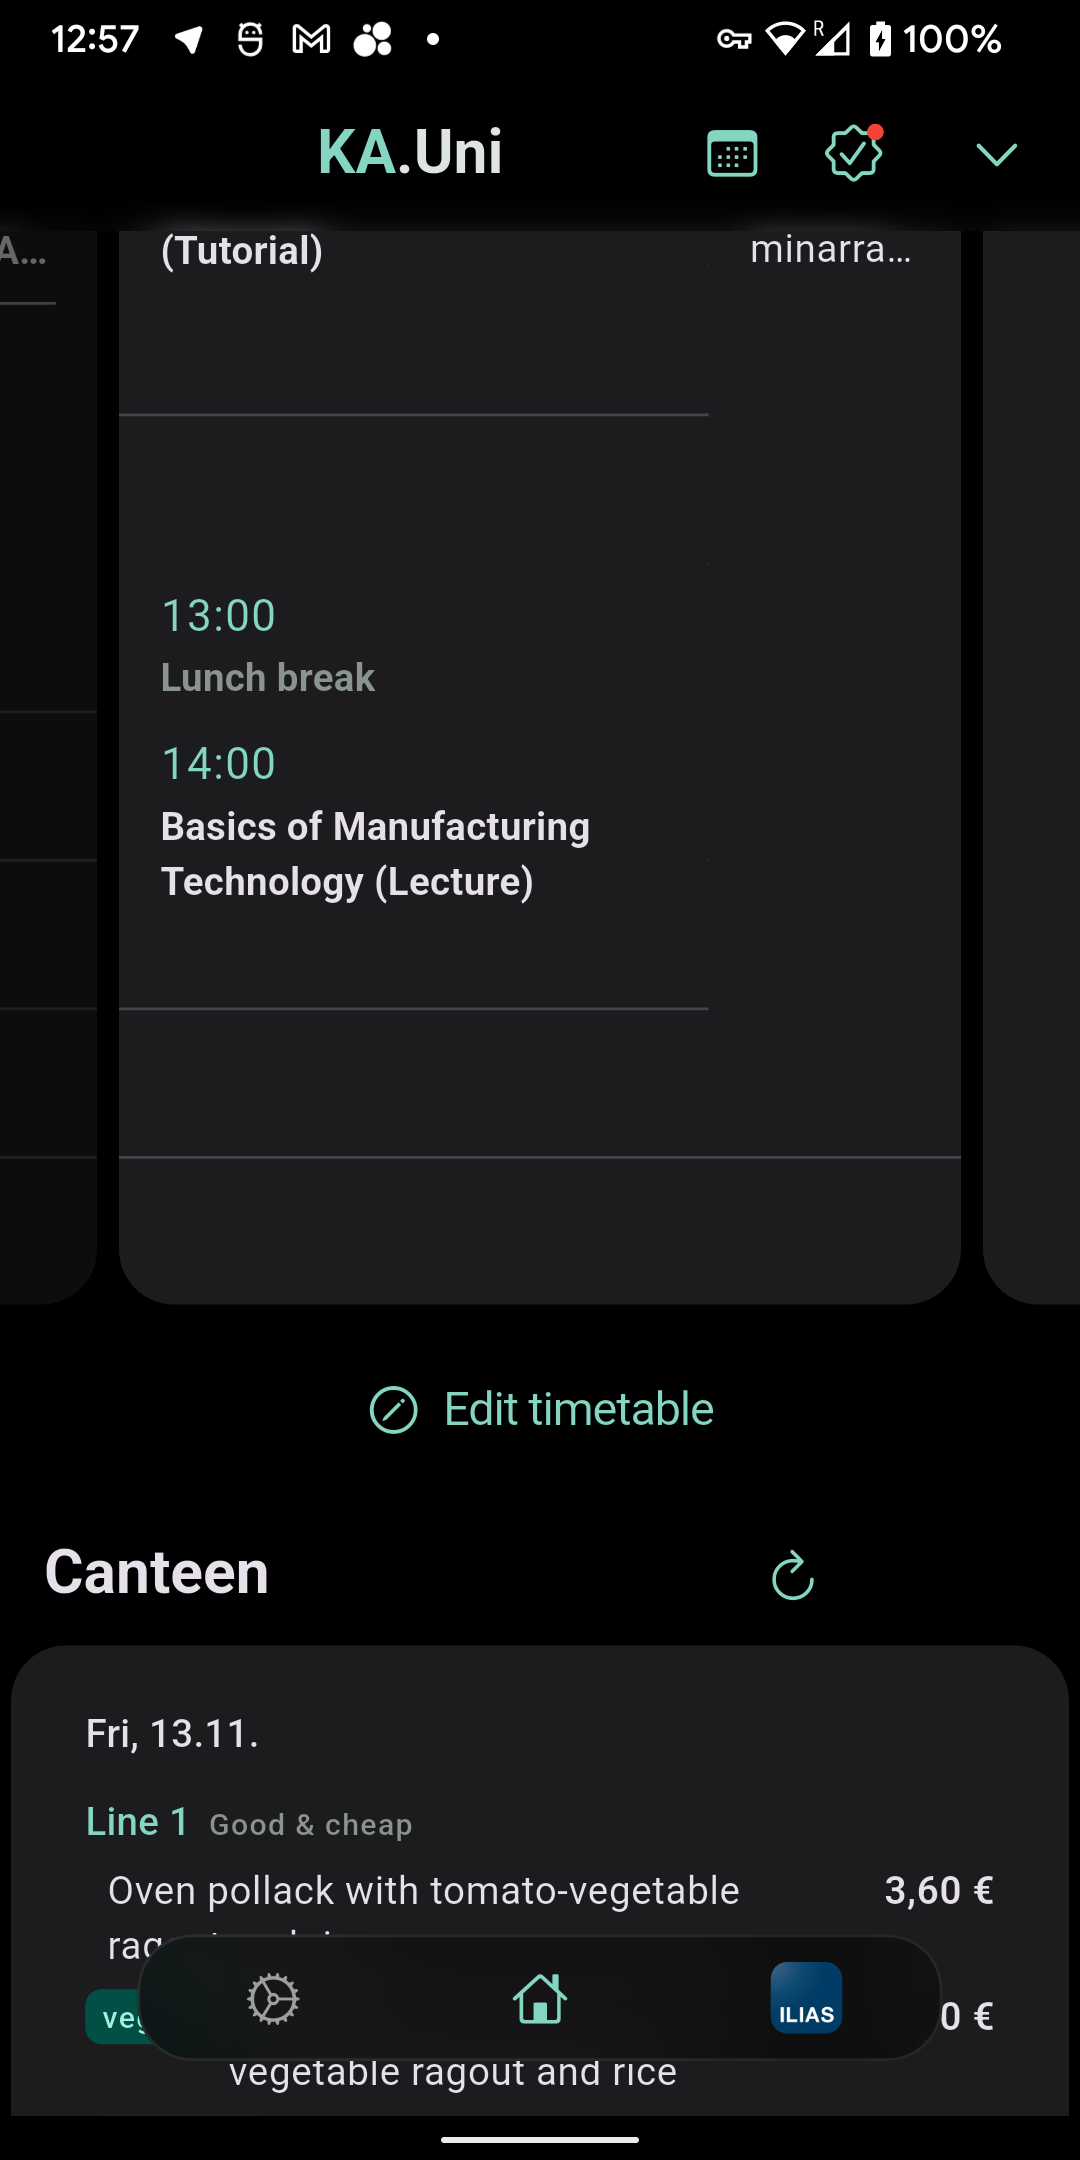 12:57
100%
KA.Uni
A...
(Tutorial)
minarra...
13:00
Lunch break
14:00
Basics of Manufacturing
Technology (Lecture)
Edit timetable
Canteen
Fri, 13.11.
Line 1 Good & cheap
Oven pollack with tomato-vegetable
3,60 €
ILIAS
0 €
vegetable ragout and rice